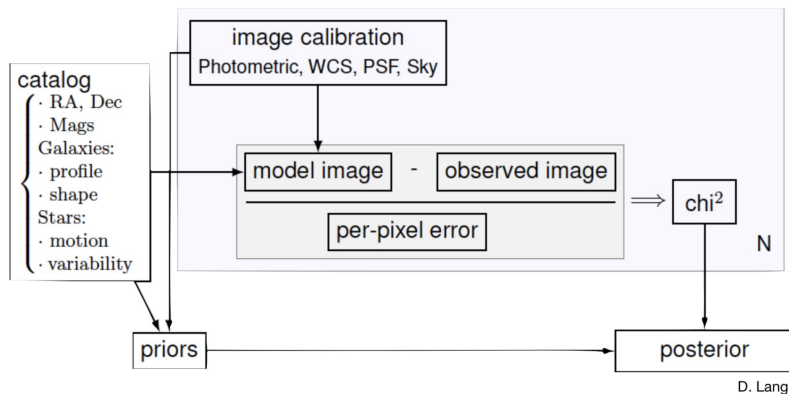 image calibration
Photometric, WCS, PSF, Sky
catalog
· RA, Dec
· Mags
Galaxies:
· profile
· shape
Stars:
· motion
· variability
model image - observed image
per-pixel error
⟹ chi²
N
priors
posterior
D. Lang